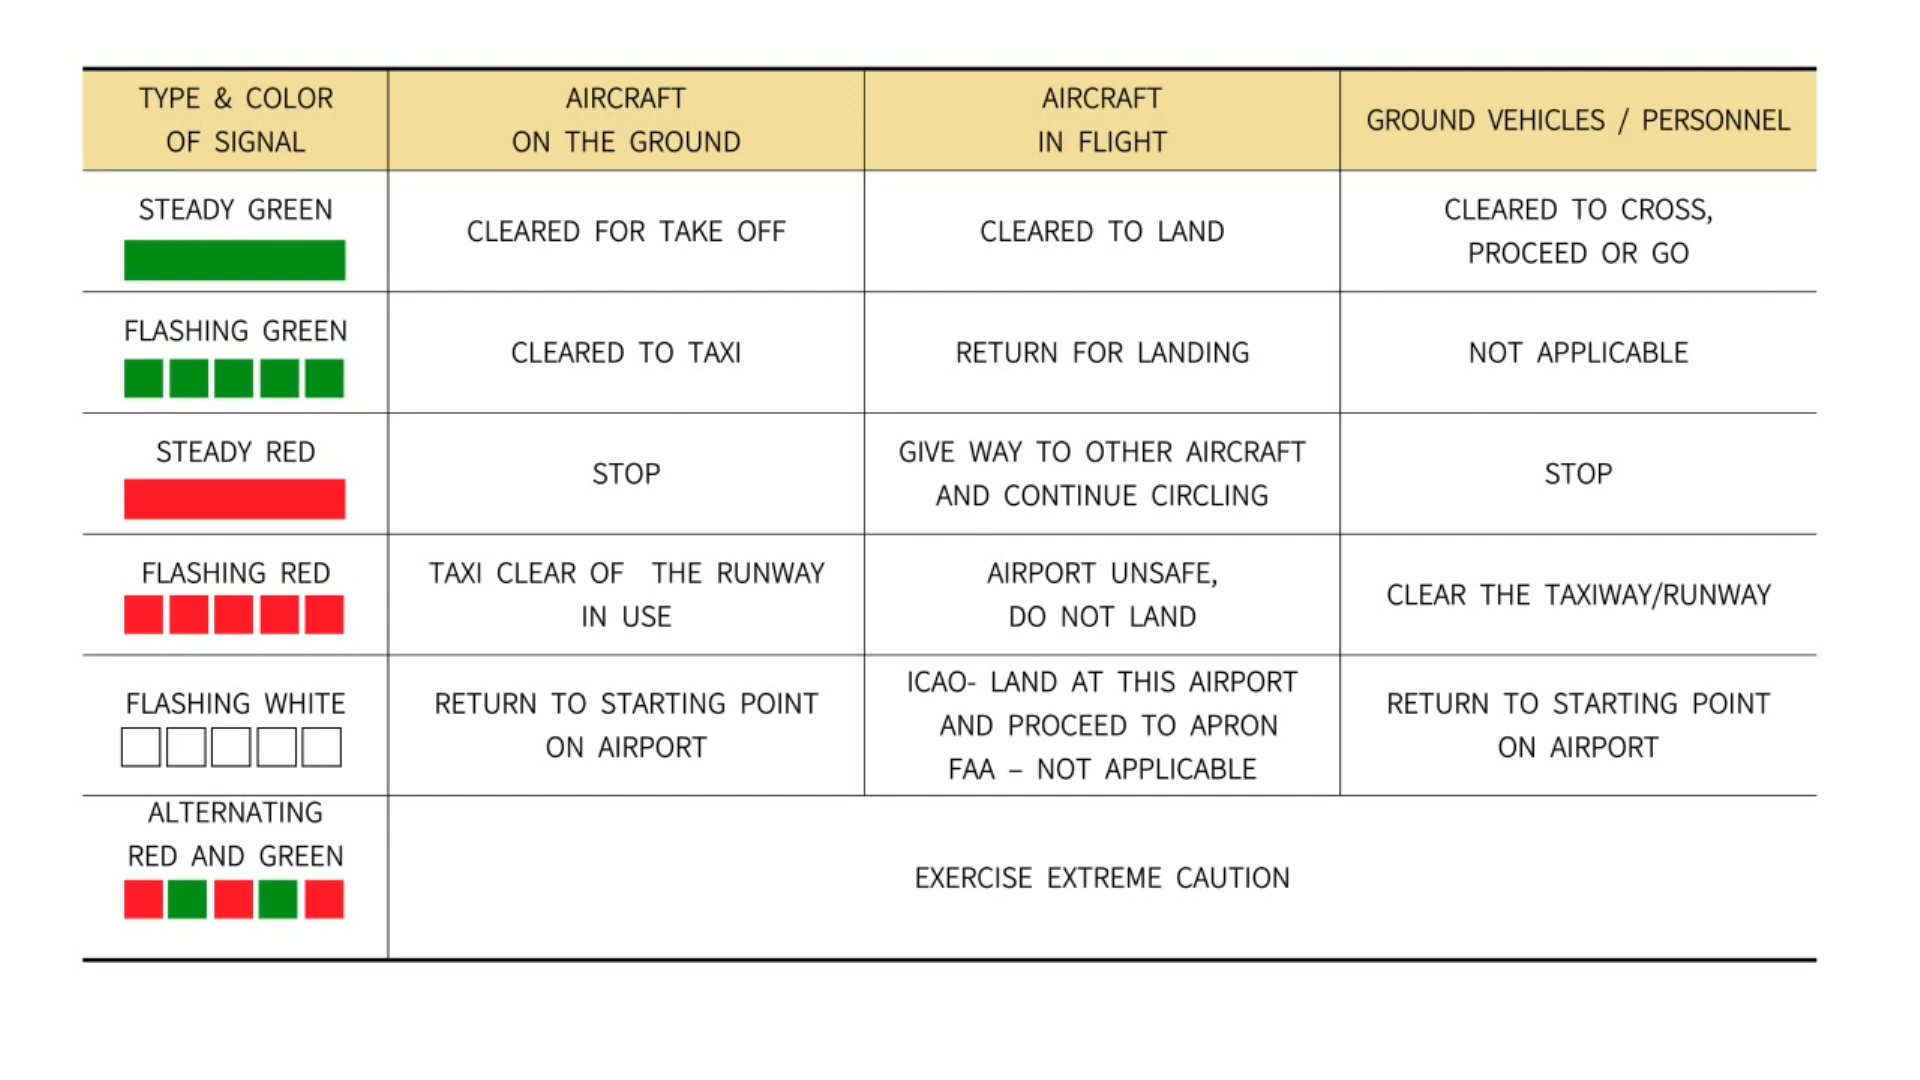 TYPE & COLOR
OF SIGNAL
AIRCRAFT
ON THE GROUND
AIRCRAFT
IN FLIGHT
GROUND VEHICLES / PERSONNEL
STEADY GREEN
CLEARED FOR TAKE OFF
CLEARED TO LAND
CLEARED TO CROSS,
PROCEED OR GO
FLASHING GREEN
CLEARED TO TAXI
RETURN FOR LANDING
NOT APPLICABLE
STEADY RED
STOP
GIVE WAY TO OTHER AIRCRAFT
AND CONTINUE CIRCLING
STOP
FLASHING RED
TAXI CLEAR OF THE RUNWAY
IN USE
AIRPORT UNSAFE,
DO NOT LAND
CLEAR THE TAXIWAY/RUNWAY
FLASHING WHITE
RETURN TO STARTING POINT
ON AIRPORT
ICAO- LAND AT THIS AIRPORT
AND PROCEED TO APRON
FAA – NOT APPLICABLE
RETURN TO STARTING POINT
ON AIRPORT
ALTERNATING
RED AND GREEN
EXERCISE EXTREME CAUTION